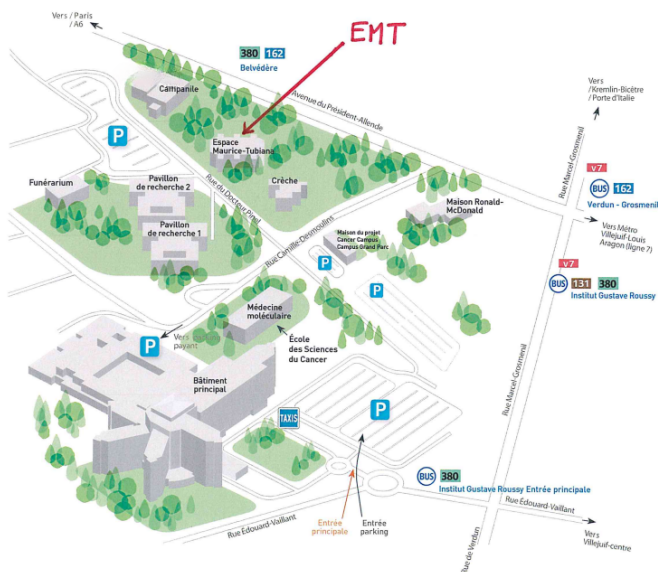 Vers / Paris
/ A6
EMT
380 162
Belvédère
Campanile
Avenue du Président-Allende
Vers
/Kremlin-Bicêtre
/Porte d'Italie
P
Espace
Maurice-Tubiana
Rue Marcel-Grosmenil
Funérarium
Pavillon
de recherche 2
Rue du Docteur Pinel
Crèche
v7
BUS 162
Verdun - Grosmenil
Maison Ronald-
McDonald
Pavillon
de recherche 1
Rue Camille-Desmoulins
Maison du projet
Cancer Campus
Campus Grand Parc
Vers Métro
Villejuif-Louis
Aragon (ligne 7)
P
v7
BUS 131 380
Institut Gustave Roussy
P
Médecine
moléculaire
Vers
payant
P
École
des Sciences
du Cancer
Rue Marcel-Grosmenil
Bâtiment
principal
TAXIS
P
BUS 380
Institut Gustave Roussy Entrée principale
Entrée
principale
Entrée
parking
Rue Édouard-Vaillant
Rue Édouard-Vaillant
Rue de Verdun
Vers
Villejuif-centre